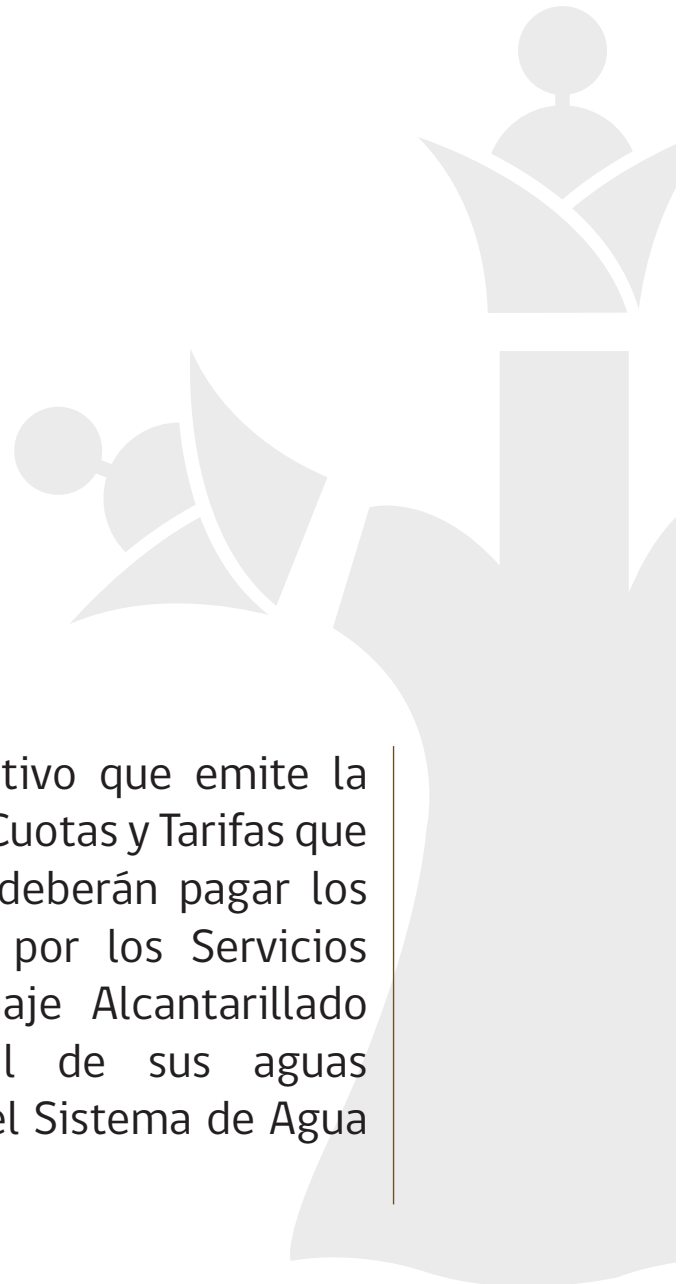 tivo que emite la
Cuotas y Tarifas que
deberán pagar los
por los Servicios
aje Alcantarillado
l de sus aguas
el Sistema de Agua